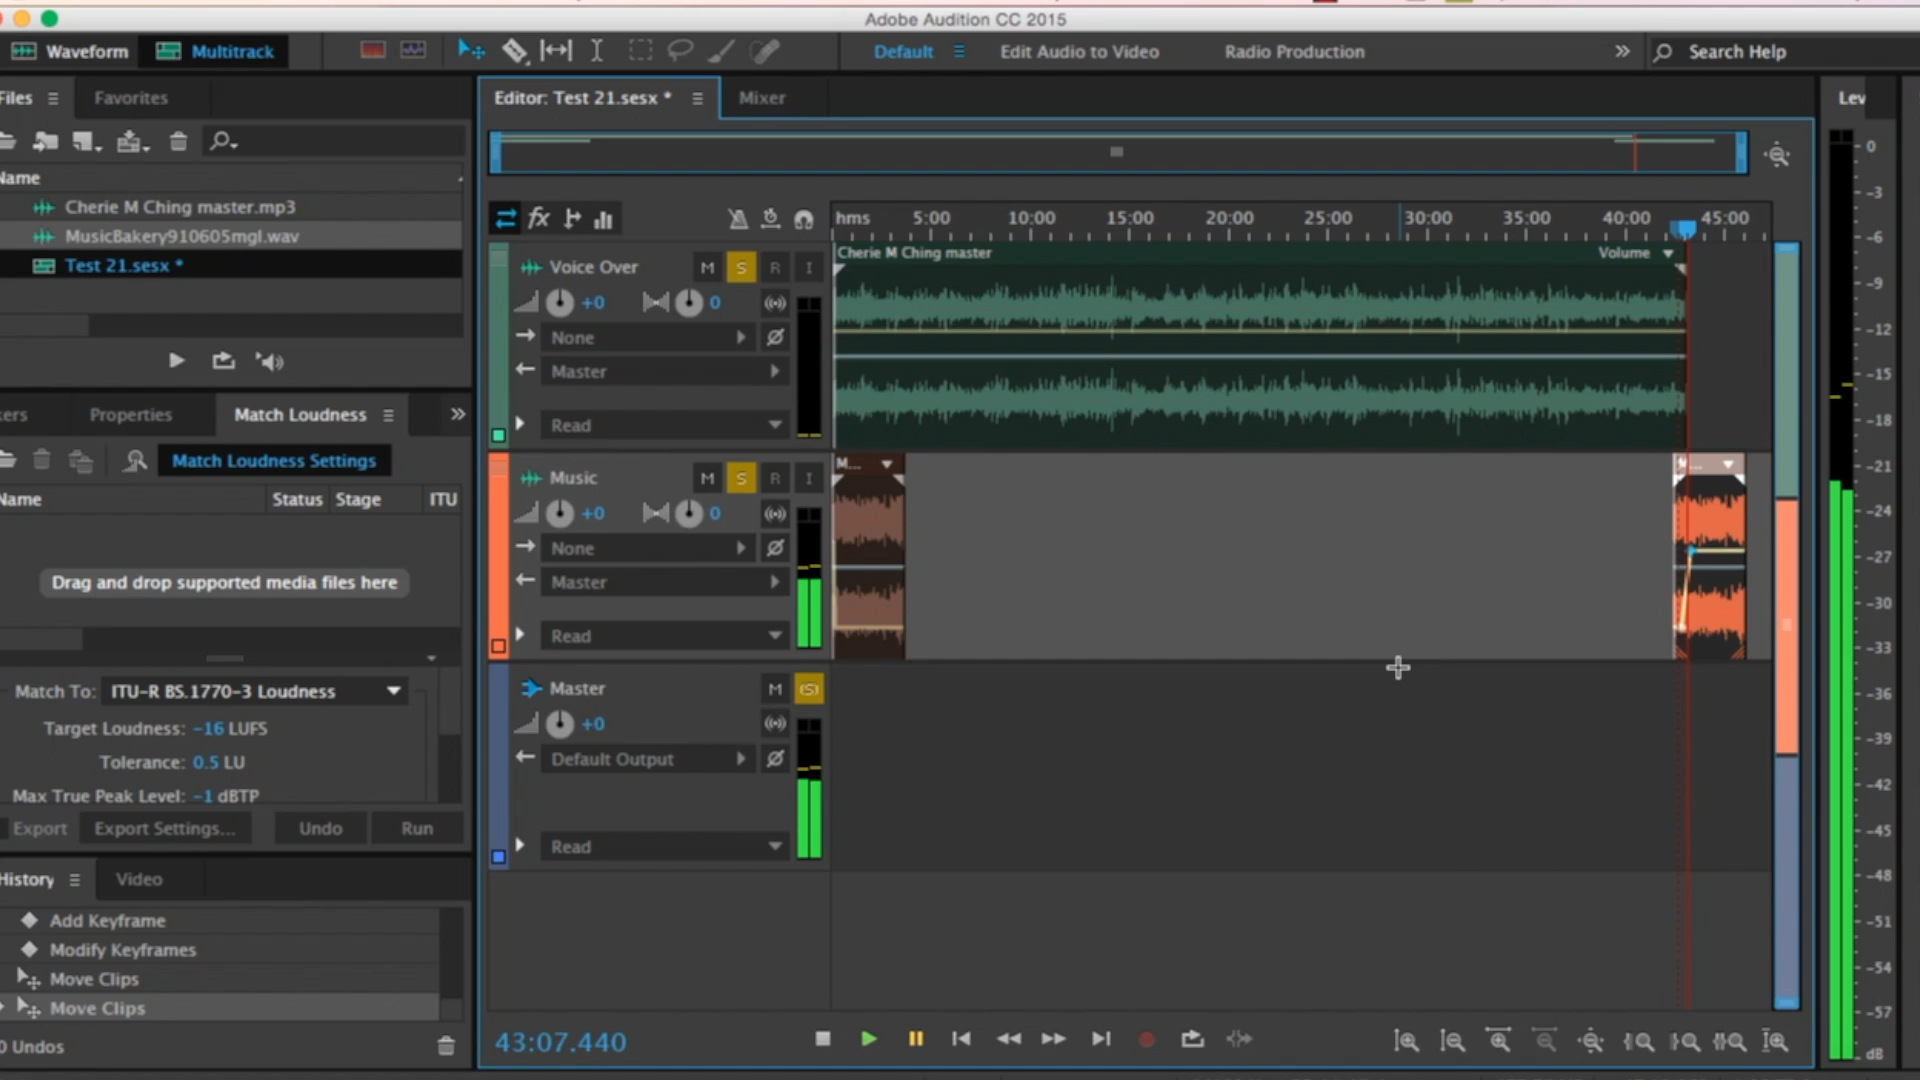 Adobe Audition CC 2015
Waveform Multitrack Default Edit Audio to Video Radio Production Search Help
Files Favorites Editor: Test 21.sesx * Mixer Lev
Name
Cherie M Ching master.mp3
MusicBakery910605mgl.wav
Test 21.sesx *
hms 5:00 10:00 15:00 20:00 25:00 30:00 35:00 40:00 45:00
fx
Cherie M Ching master Volume
Voice Over M S R I
+0 0
None
Master
Read
kers Properties Match Loudness
Match Loudness Settings
Name Status Stage ITU
Drag and drop supported media files here
Match To: ITU-R BS.1770-3 Loudness
Target Loudness: -16 LUFS
Tolerance: 0.5 LU
Max True Peak Level: -1 dBTP
Export Export Settings... Undo Run
M... M...
Music M S R I
+0 0
None
Master
Read
Master M (S)
+0
Default Output
Read
History Video
Add Keyframe
Modify Keyframes
Move Clips
Move Clips
0 Undos
43:07.440
0
-3
-6
-9
-12
-15
-18
-21
-24
-27
-30
-33
-36
-39
-42
-45
-48
-51
-54
-57
dB